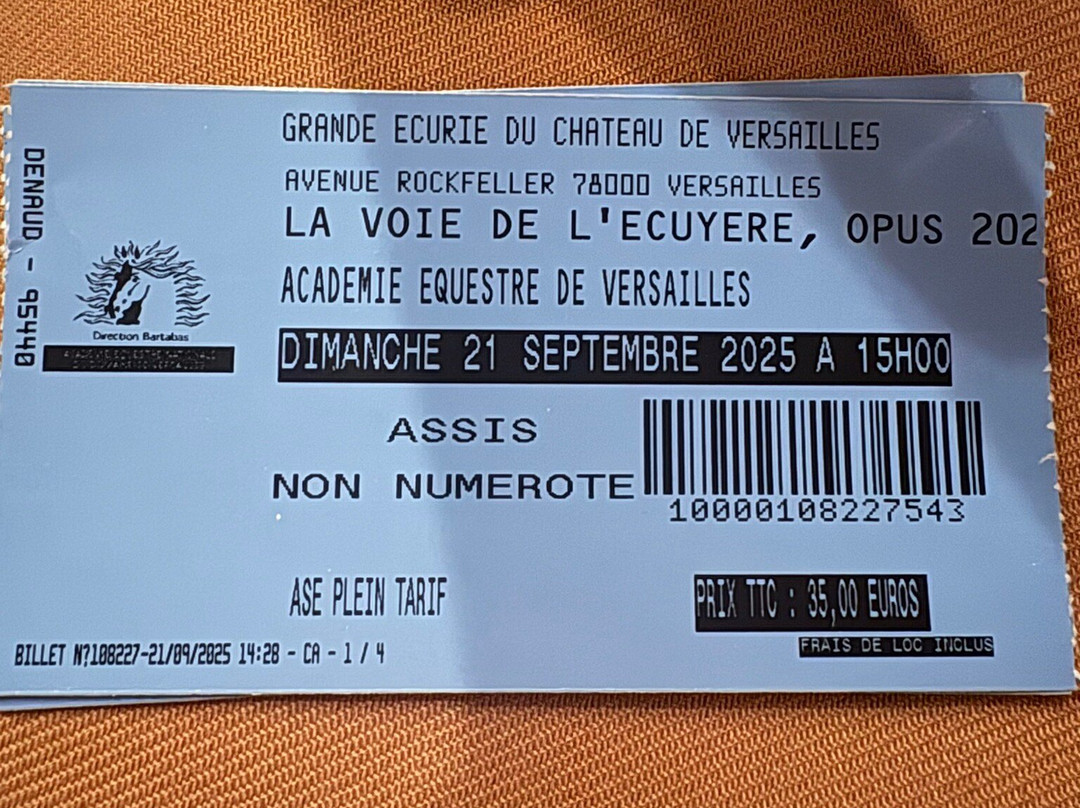 GRANDE ECURIE DU CHATEAU DE VERSAILLES
AVENUE ROCKFELLER 78000 VERSAILLES
LA VOIE DE L'ECUYERE, OPUS 202
ACADEMIE EQUESTRE DE VERSAILLES
DIMANCHE 21 SEPTEMBRE 2025 A 15H00
ASSIS
NON NUMEROTE
10000108227543
ASE PLEIN TARIF
PRIX TTC : 35,00 EUROS
FRAIS DE LOC INCLUS
BILLET N?108227-21/09/2025 14:28 - CA - 1 / 4
DENAUD - 95440
Direction Bartabas